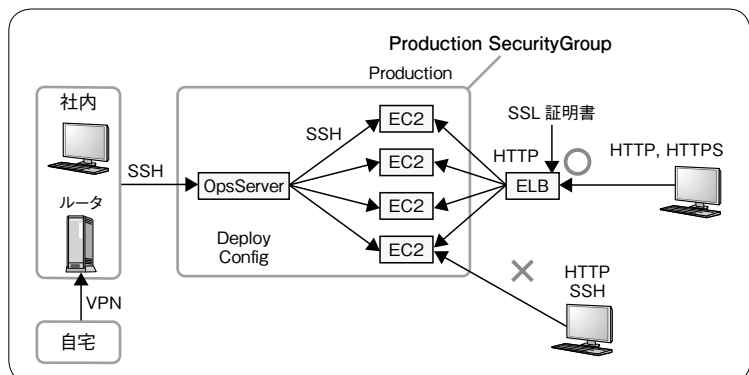 Production SecurityGroup
Production
社内
SSL 証明書
EC2
SSH
HTTP
HTTP, HTTPS
EC2
ルータ
SSH
OpsServer
ELB
EC2
Deploy
Config
EC2
HTTP
SSH
VPN
自宅